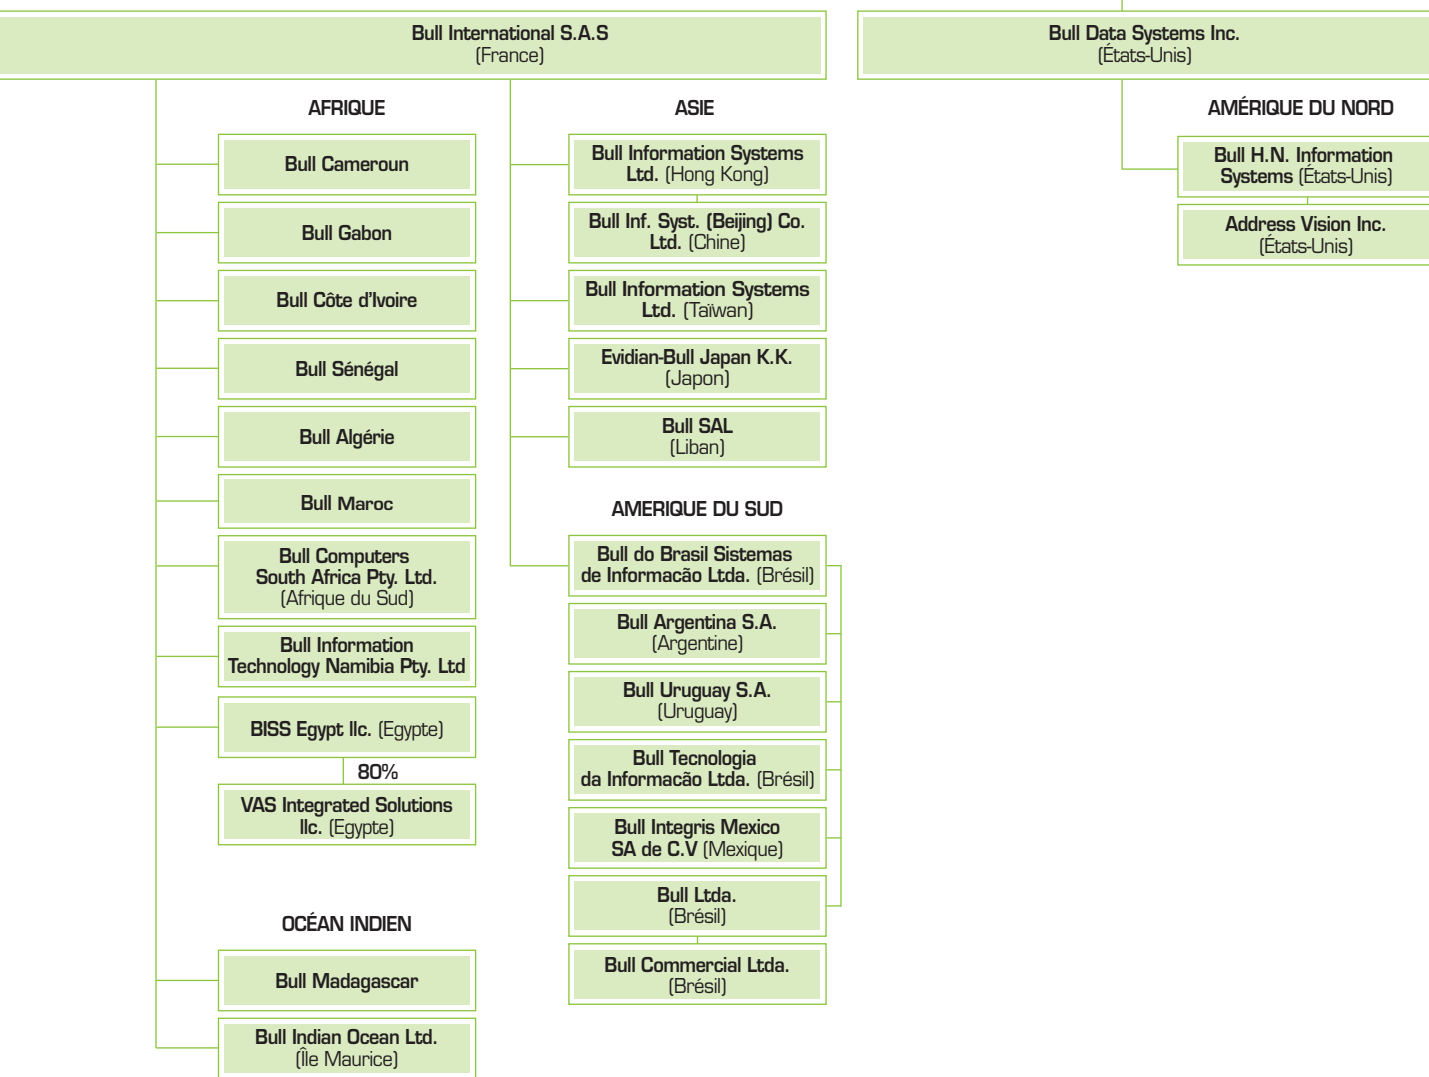 Bull International S.A.S
(France)
AFRIQUE
Bull Cameroun
Bull Gabon
Bull Côte d'Ivoire
Bull Sénégal
Bull Algérie
Bull Maroc
Bull Computers
South Africa Pty. Ltd.
(Afrique du Sud)
Bull Information
Technology Namibia Pty. Ltd
BISS Egypt llc. (Egypte)
80%
VAS Integrated Solutions
llc. (Egypte)
OCÉAN INDIEN
Bull Madagascar
Bull Indian Ocean Ltd.
(Île Maurice)
ASIE
Bull Information Systems
Ltd. (Hong Kong)
Bull Inf. Syst. (Beijing) Co.
Ltd. (Chine)
Bull Information Systems
Ltd. (Taïwan)
Evidian-Bull Japan K.K.
(Japon)
Bull SAL
(Liban)
AMERIQUE DU SUD
Bull do Brasil Sistemas
de Informacão Ltda. (Brésil)
Bull Argentina S.A.
(Argentine)
Bull Uruguay S.A.
(Uruguay)
Bull Tecnologia
da Informacão Ltda. (Brésil)
Bull Integris Mexico
SA de C.V (Mexique)
Bull Ltda.
(Brésil)
Bull Commercial Ltda.
(Brésil)
Bull Data Systems Inc.
(États-Unis)
AMÉRIQUE DU NORD
Bull H.N. Information
Systems (États-Unis)
Address Vision Inc.
(États-Unis)